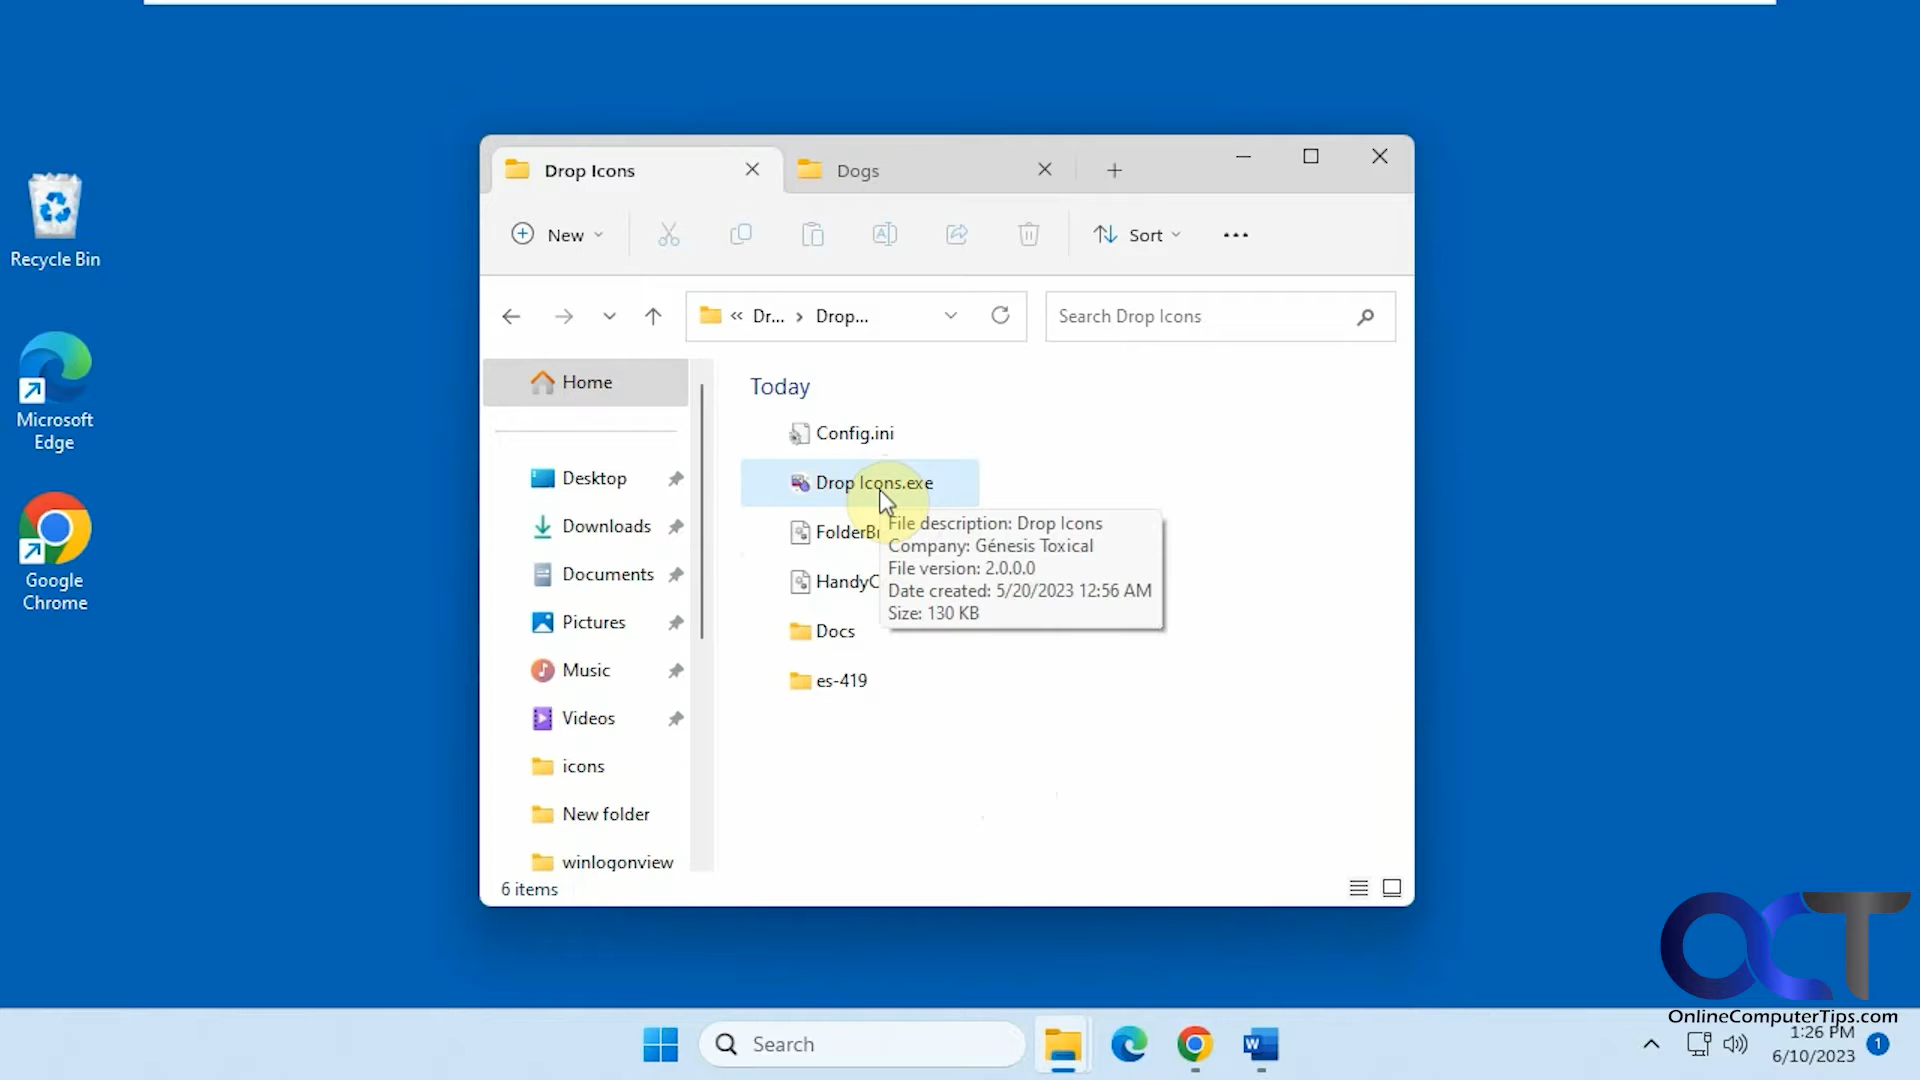 Recycle Bin
Microsoft
Edge
Google
Chrome
Drop Icons
Dogs
New
Sort
Dr...
Drop...
Search Drop Icons
Home
Desktop
Downloads
Documents
Pictures
Music
Videos
icons
New folder
winlogonview
Today
Config.ini
Drop Icons.exe
FolderBr
HandyC
Docs
es-419
File description: Drop Icons
Company: Génesis Toxical
File version: 2.0.0.0
Date created: 5/20/2023 12:56 AM
Size: 130 KB
6 items
OCT
OnlineComputerTips.com
Search
W
1:26 PM
6/10/2023
1